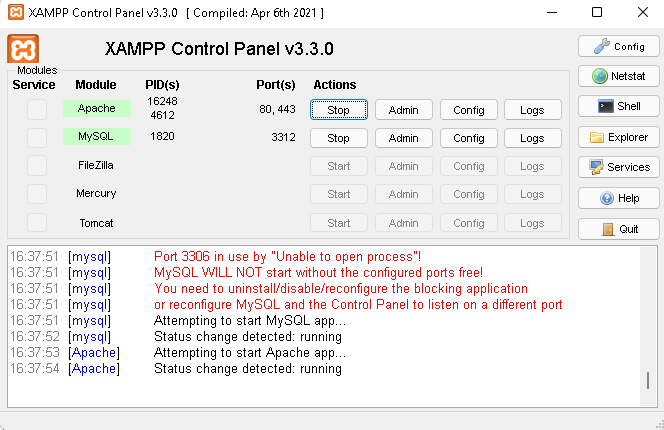 XAMPP Control Panel v3.3.0 [ Compiled: Apr 6th 2021 ]
XAMPP Control Panel v3.3.0
Config
Modules
Service Module PID(s) Port(s) Actions
Netstat
Apache 16248 4612 80, 443 Stop Admin Config Logs
Shell
MySQL 1820 3312 Stop Admin Config Logs
Explorer
FileZilla Start Admin Config Logs
Services
Mercury Start Admin Config Logs
Help
Tomcat Start Admin Config Logs
Quit
16:37:51 [mysql] Port 3306 in use by "Unable to open process"!
16:37:51 [mysql] MySQL WILL NOT start without the configured ports free!
16:37:51 [mysql] You need to uninstall/disable/reconfigure the blocking application
16:37:51 [mysql] or reconfigure MySQL and the Control Panel to listen on a different port
16:37:51 [mysql] Attempting to start MySQL app...
16:37:52 [mysql] Status change detected: running
16:37:53 [Apache] Attempting to start Apache app...
16:37:54 [Apache] Status change detected: running